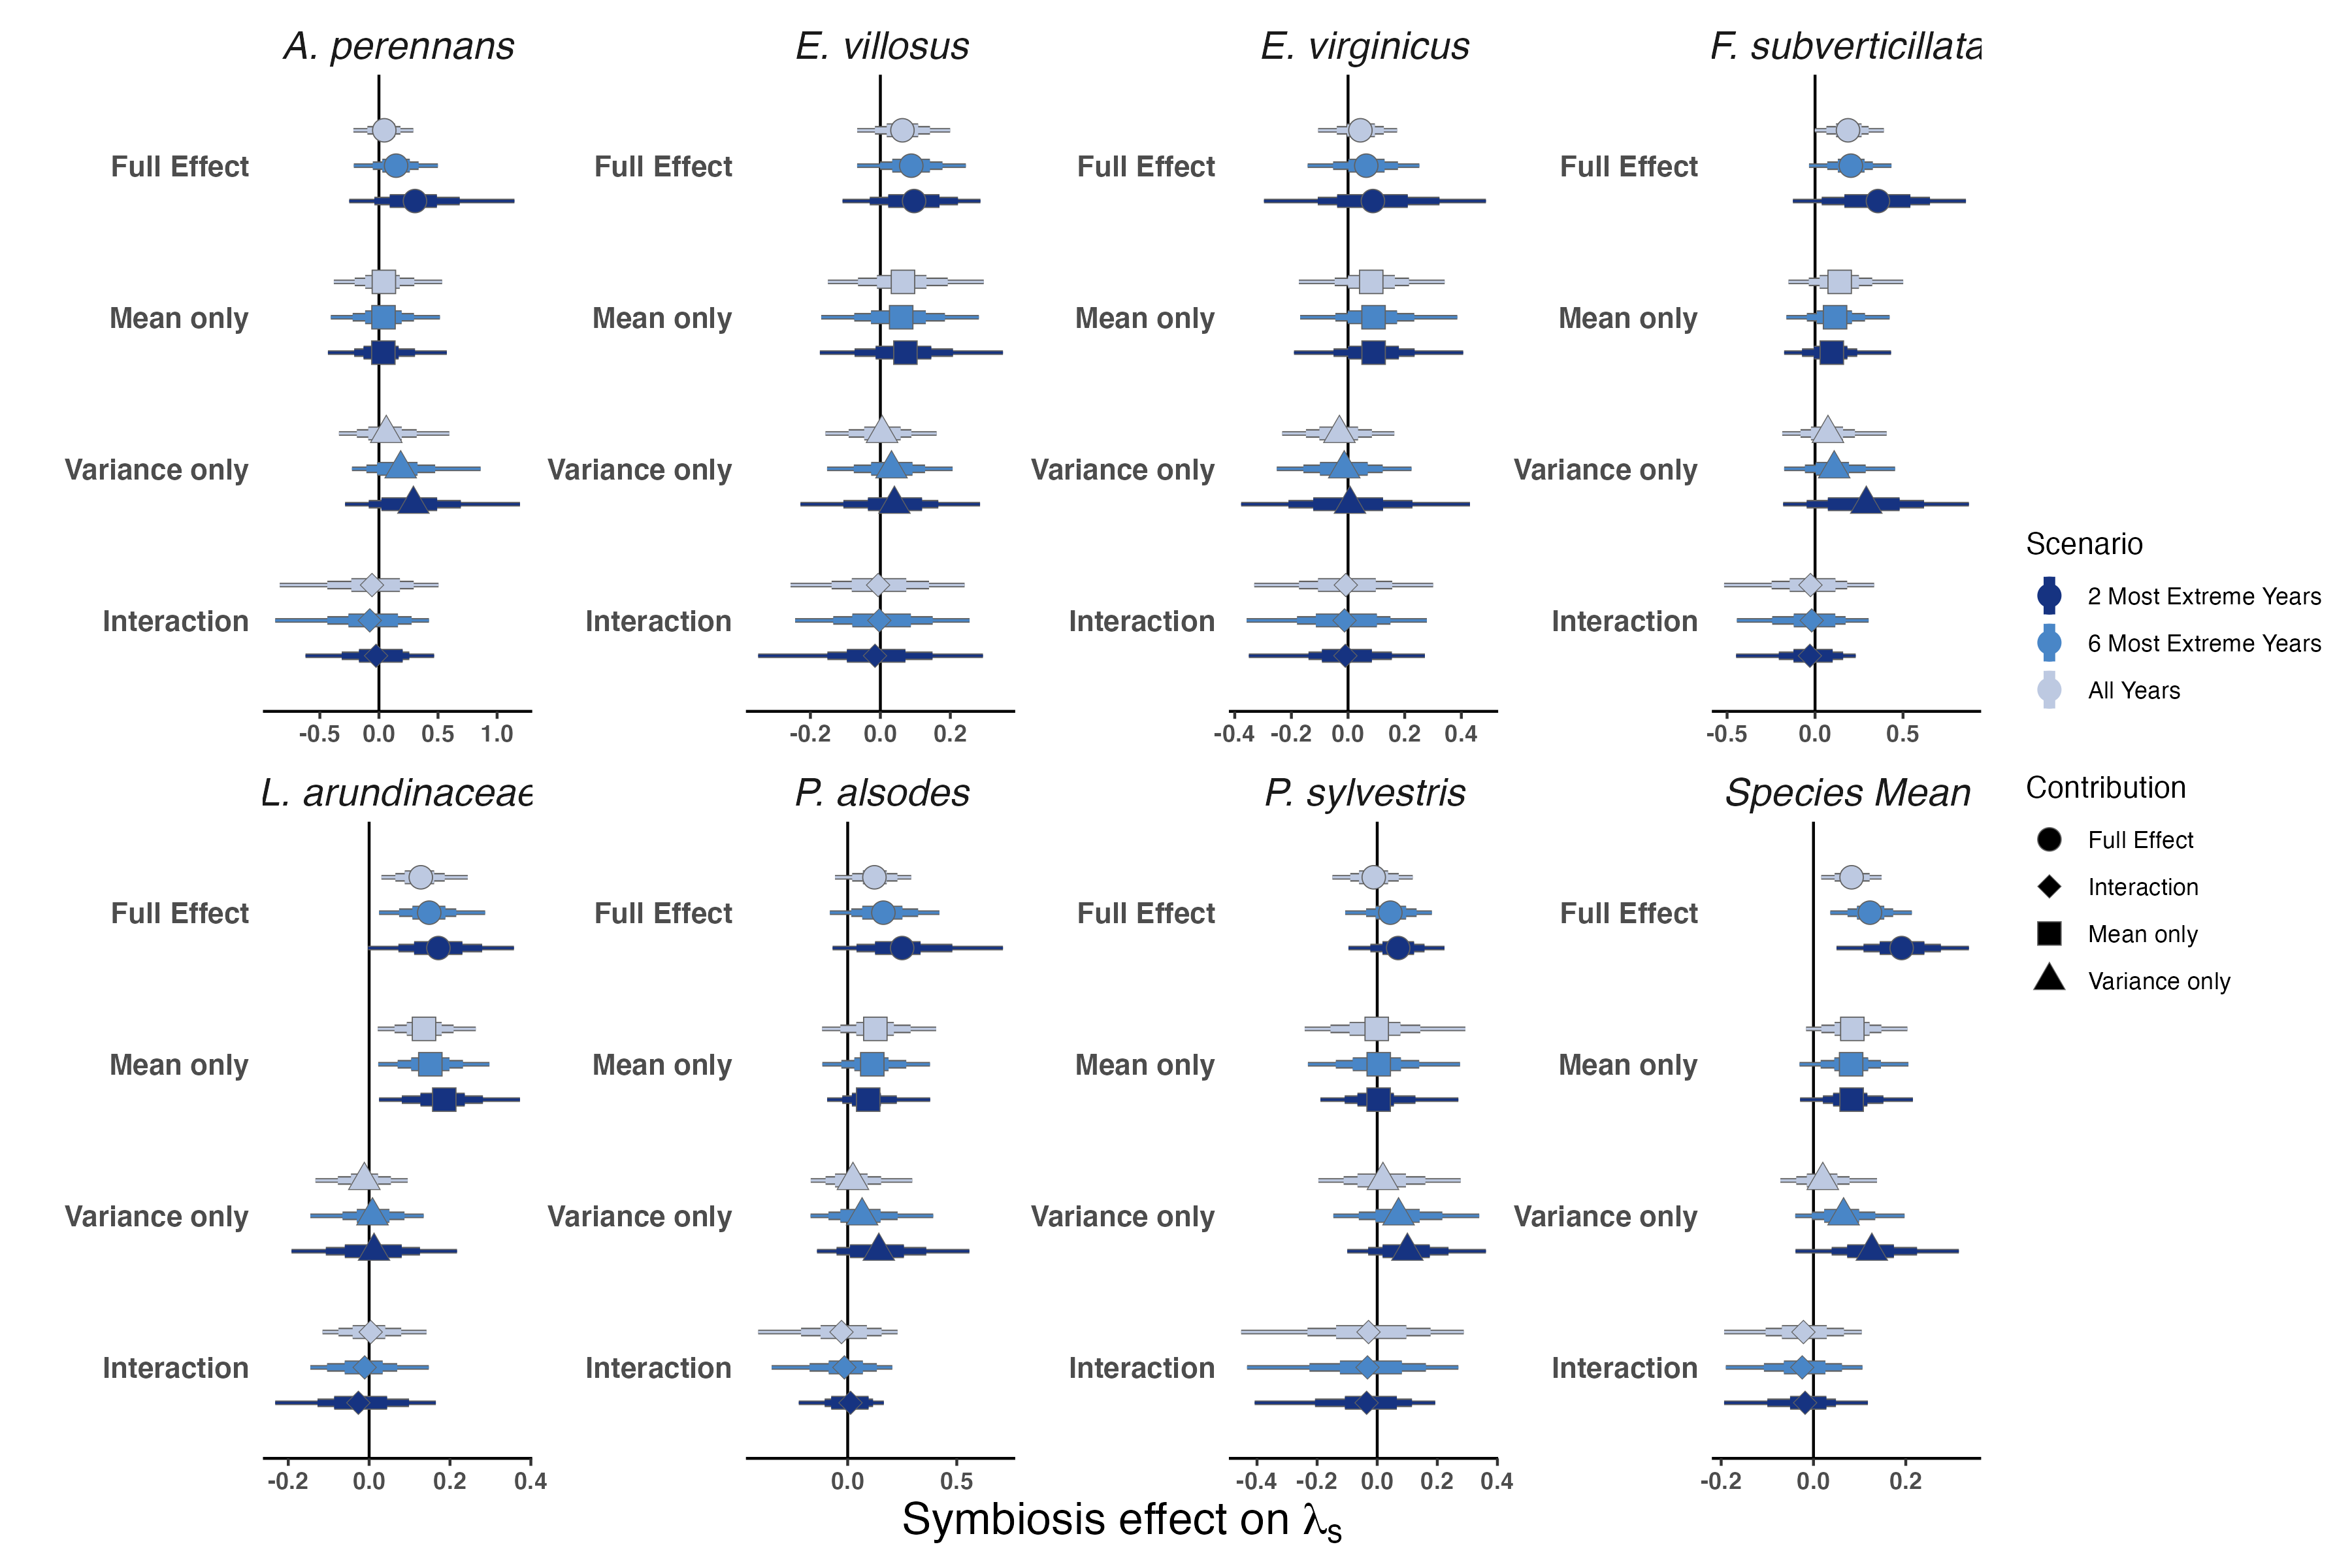 A. perennans
E. villosus
E. virginicus
F. subverticillata
Full Effect
Mean only
Variance only
Interaction
-0.5 0.0 0.5 1.0
Full Effect
Mean only
Variance only
Interaction
-0.2 0.0 0.2
Full Effect
Mean only
Variance only
Interaction
-0.4 -0.2 0.0 0.2 0.4
Full Effect
Mean only
Variance only
Interaction
-0.5 0.0 0.5
L. arundinaceae
P. alsodes
P. sylvestris
Species Mean
Full Effect
Mean only
Variance only
Interaction
-0.2 0.0 0.2 0.4
Full Effect
Mean only
Variance only
Interaction
0.0 0.5
Full Effect
Mean only
Variance only
Interaction
-0.4 -0.2 0.0 0.2 0.4
Full Effect
Mean only
Variance only
Interaction
-0.2 0.0 0.2
Symbiosis effect on λs
Scenario
2 Most Extreme Years
6 Most Extreme Years
All Years
Contribution
Full Effect
Interaction
Mean only
Variance only